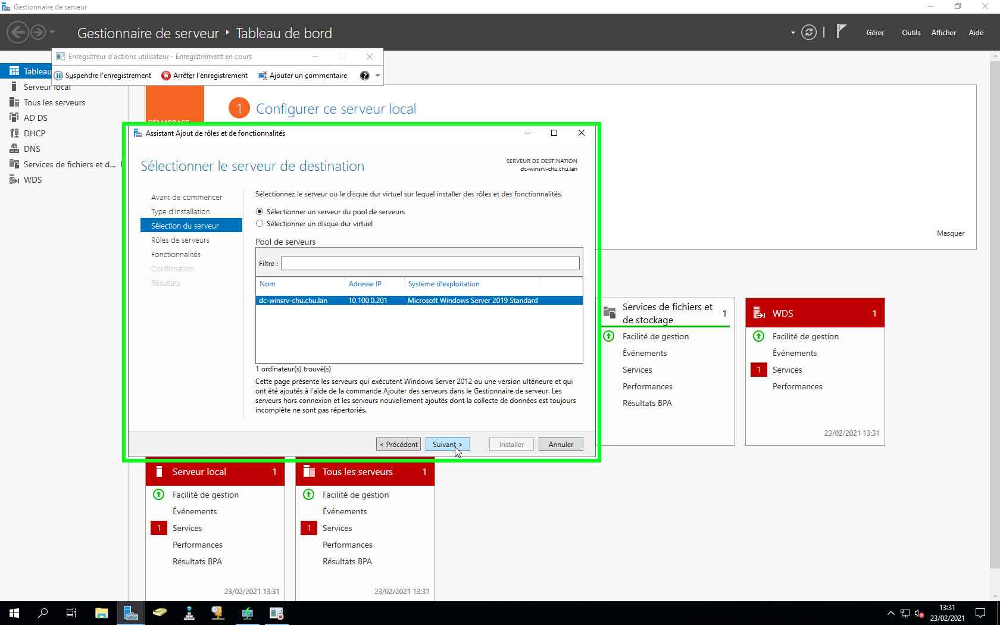 Gestionnaire de serveur
Gestionnaire de serveur ‣ Tableau de bord
Gérer Outils Afficher Aide
Enregistreur d'actions utilisateur - Enregistrement en cours
Suspendre l'enregistrement Arrêter l'enregistrement Ajouter un commentaire ?
Tableau
Serveur local
Tous les serveurs
AD DS
DHCP
DNS
Services de fichiers et d...
WDS
1 Configurer ce serveur local
DÉMARRAGE
Masquer
Assistant Ajout de rôles et de fonctionnalités
Sélectionner le serveur de destination
SERVEUR DE DESTINATION
dc-winsrv-chu.chu.lan
Avant de commencer
Type d'installation
Sélection du serveur
Rôles de serveurs
Fonctionnalités
Confirmation
Résultats
Sélectionnez le serveur ou le disque dur virtuel sur lequel installer des rôles et des fonctionnalités.
Sélectionner un serveur du pool de serveurs
Sélectionner un disque dur virtuel
Pool de serveurs
Filtre :
Nom Adresse IP Système d'exploitation
dc-winsrv-chu.chu.lan 10.100.0.201 Microsoft Windows Server 2019 Standard
1 ordinateur(s) trouvé(s)
Cette page présente les serveurs qui exécutent Windows Server 2012 ou une version ultérieure et qui
ont été ajoutés à l'aide de la commande Ajouter des serveurs dans le Gestionnaire de serveur. Les
serveurs hors connexion et les serveurs nouvellement ajoutés dont la collecte de données est toujours
incomplète ne sont pas répertoriés.
< Précédent Suivant > Installer Annuler
Services de fichiers et 1
de stockage
Facilité de gestion
Événements
Services
Performances
Résultats BPA
WDS 1
Facilité de gestion
Événements
1 Services
Performances
23/02/2021 13:31
Serveur local 1
Facilité de gestion
Événements
1 Services
Performances
Résultats BPA
23/02/2021 13:31
Tous les serveurs 1
Facilité de gestion
Événements
1 Services
Performances
Résultats BPA
23/02/2021 13:31
13:31
23/02/2021